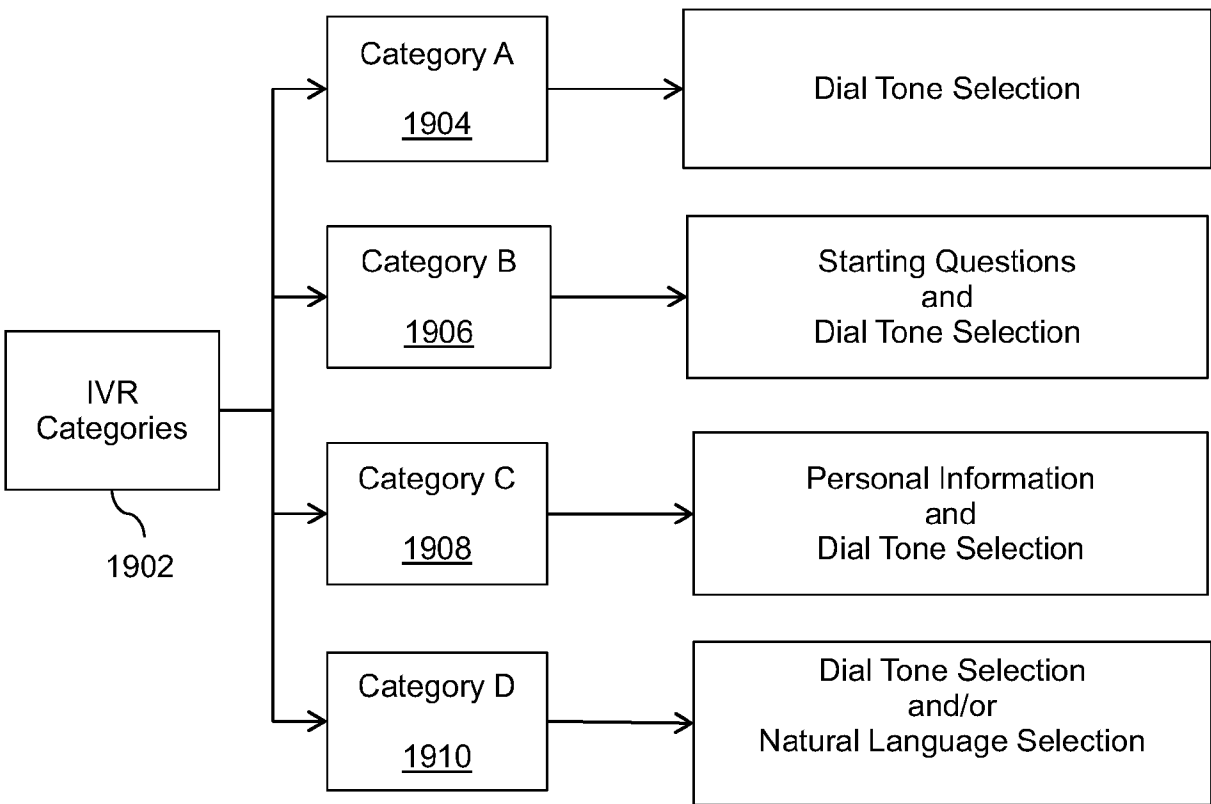 Category A
1904
Dial Tone Selection
Category B
1906
Starting Questions
and
Dial Tone Selection
IVR
Categories
1902
Category C
1908
Personal Information
and
Dial Tone Selection
Category D
1910
Dial Tone Selection
and/or
Natural Language Selection